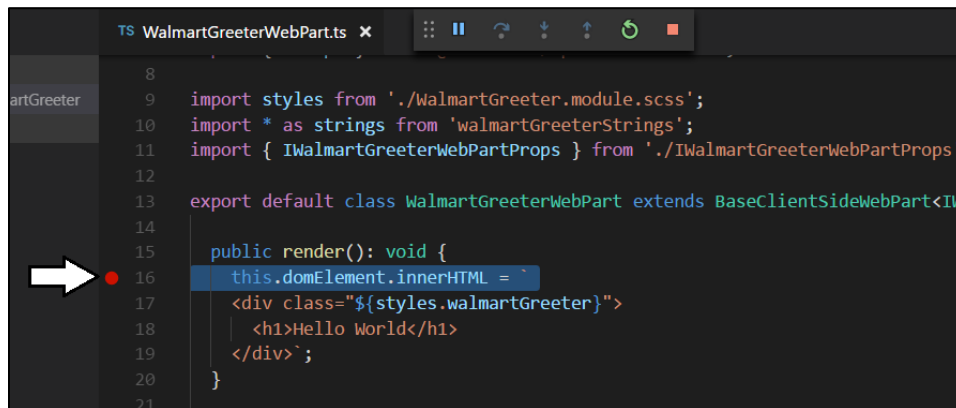 TS WalmartGreeterWebPart.ts ×
8
artGreeter
9 import styles from './WalmartGreeter.module.scss';
10 import * as strings from 'walmartGreeterStrings';
11 import { IWalmartGreeterWebPartProps } from './IWalmartGreeterWebPartProps
12
13 export default class WalmartGreeterWebPart extends BaseClientSideWebPart<IW
14
15 public render(): void {
16 this.domElement.innerHTML = `
17 <div class="${styles.walmartGreeter}">
18 <h1>Hello World</h1>
19 </div>`;
20 }
21